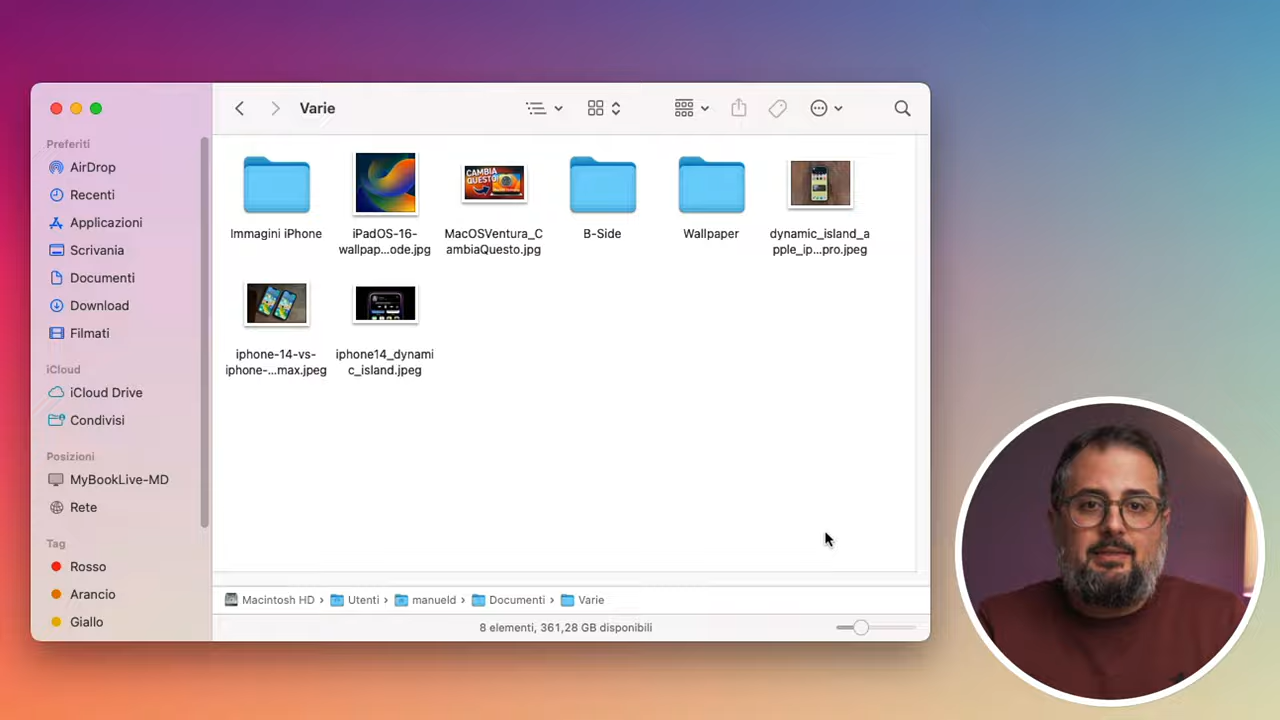 Varie
Preferiti
AirDrop
Recenti
Applicazioni
Scrivania
Documenti
Download
Filmati
iCloud
iCloud Drive
Condivisi
Posizioni
MyBookLive-MD
Rete
Tag
Rosso
Arancio
Giallo
CAMBIA
QUESTO
Immagini iPhone
iPadOS-16-
wallpap...ode.jpg
MacOSVentura_C
ambiaQuesto.jpg
B-Side
Wallpaper
dynamic_island_a
pple_ip...pro.jpeg
iphone-14-vs-
iphone-...max.jpeg
iphone14_dynami
c_island.jpeg
Macintosh HD › Utenti › manueld › Documenti › Varie
8 elementi, 361,28 GB disponibili